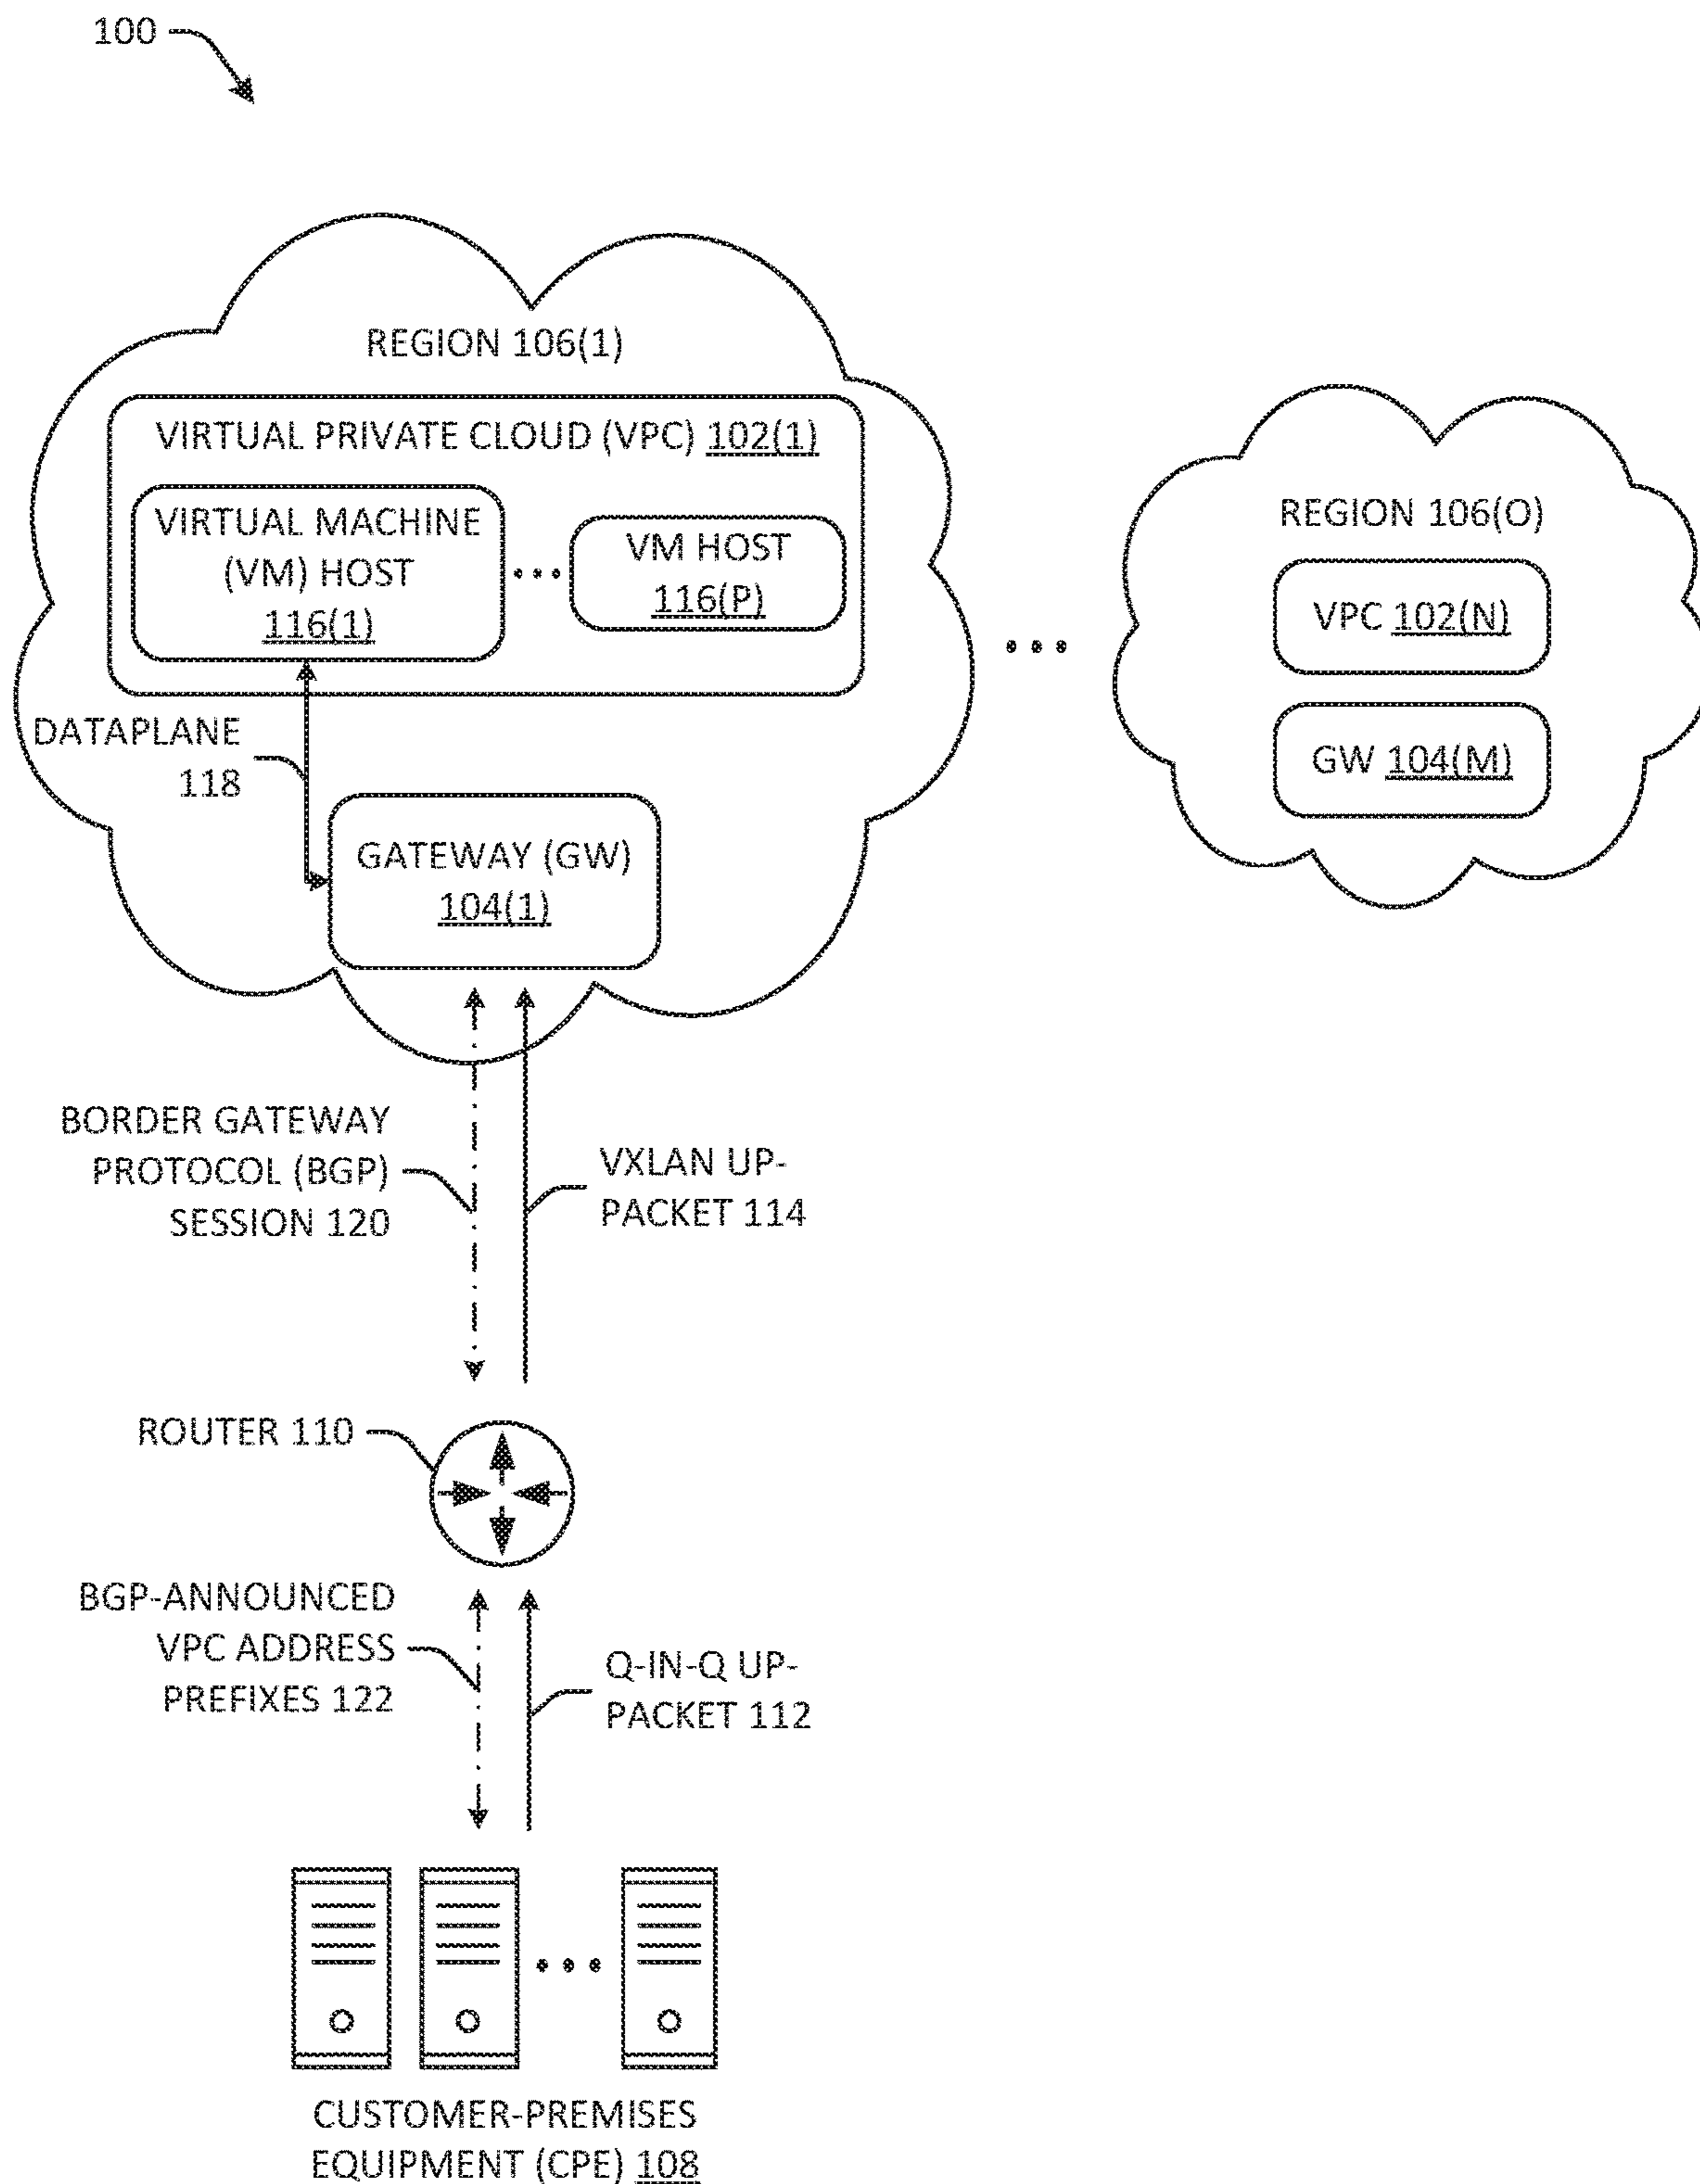 100
REGION 106(1)
VIRTUAL PRIVATE CLOUD (VPC) 102(1)
VIRTUAL MACHINE
(VM) HOST
116(1)
VM HOST
116(P)
REGION 106(O)
VPC 102(N)
GW 104(M)
DATAPLANE
118
GATEWAY (GW)
104(1)
BORDER GATEWAY
PROTOCOL (BGP)
SESSION 120
VXLAN UP-
PACKET 114
ROUTER 110
BGP-ANNOUNCED
VPC ADDRESS
PREFIXES 122
Q-IN-Q UP-
PACKET 112
CUSTOMER-PREMISES
EQUIPMENT (CPE) 108